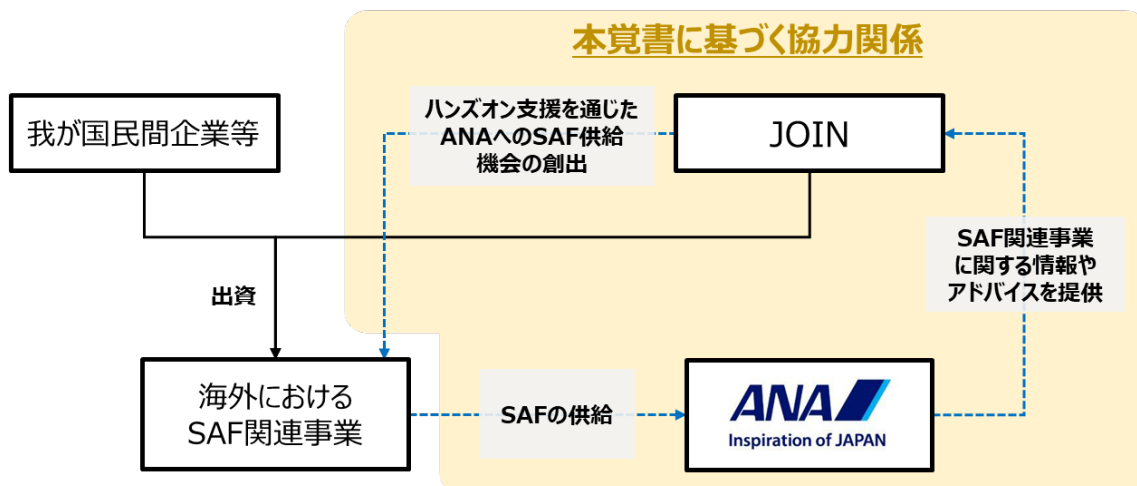 本覚書に基づく協力関係
我が国民間企業等
ハンズオン支援を通じた
ANAへのSAF供給
機会の創出
JOIN
SAF関連事業
に関する情報や
アドバイスを提供
出資
海外における
SAF関連事業
SAFの供給
ANA
Inspiration of JAPAN